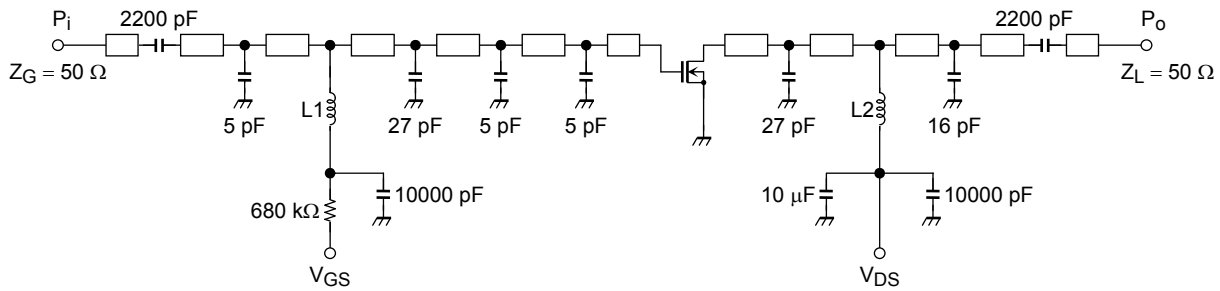 Pi
2200 pF
2200 pF
Po
ZG = 50 Ω
ZL = 50 Ω
L1
L2
5 pF
27 pF
5 pF
5 pF
27 pF
16 pF
10000 pF
10 μF
10000 pF
680 kΩ
VGS
VDS